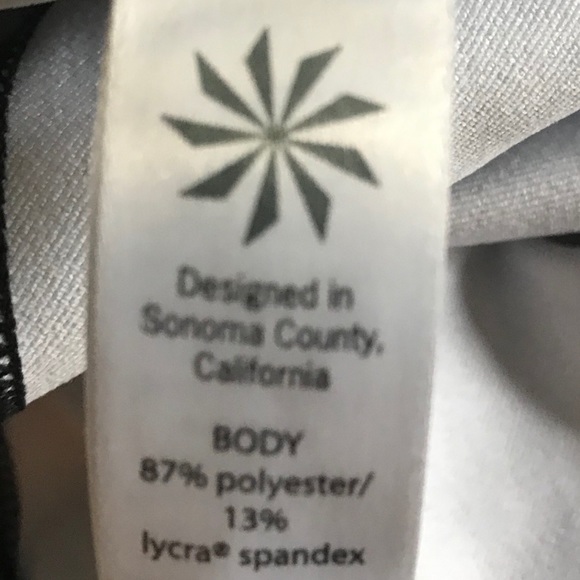 Designed in
Sonoma County,
California
BODY
87% polyester/
13%
lycra® spandex